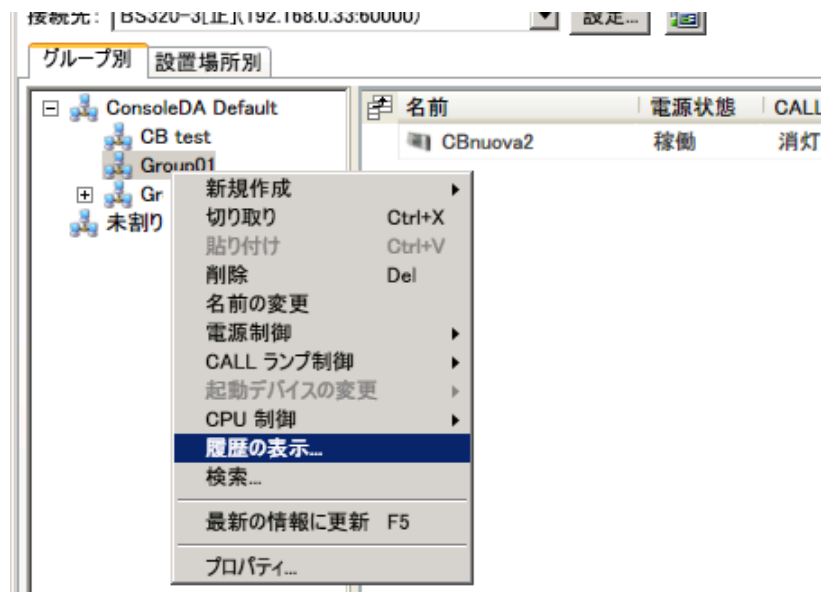 接続先: BS320-3[正](192.168.0.33:60000) 設定...
グループ別 設置場所別
ConsoleDA Default
CB test
Group01
Gr
未割り
名前 電源状態 CALL
CBnuova2 稼働 消灯
新規作成
切り取り Ctrl+X
貼り付け Ctrl+V
削除 Del
名前の変更
電源制御
CALL ランプ制御
起動デバイスの変更
CPU 制御
履歴の表示...
検索...
最新の情報に更新 F5
プロパティ...